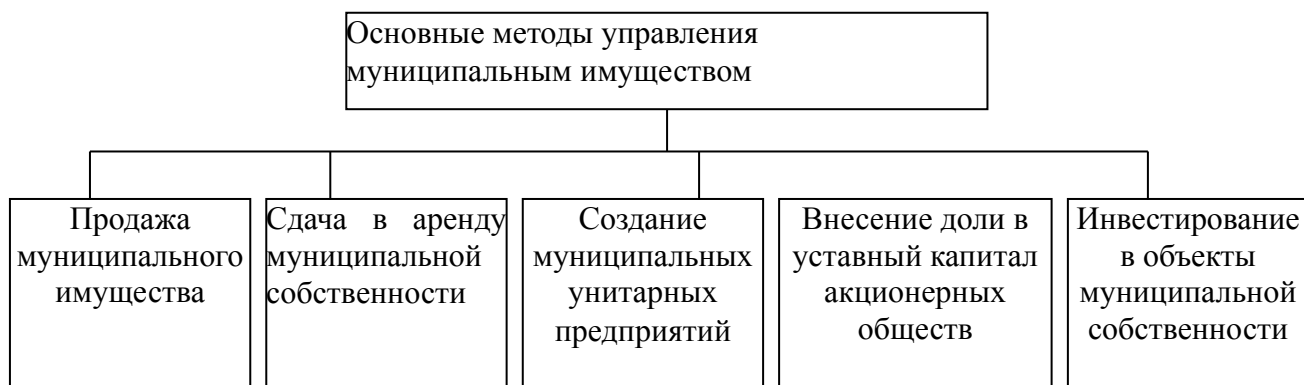 Основные методы управления
муниципальным имуществом
Продажа
муниципального
имущества
Сдача в аренду
муниципальной
собственности
Создание
муниципальных
унитарных
предприятий
Внесение доли в
уставный капитал
акционерных
обществ
Инвестирование
в объекты
муниципальной
собственности